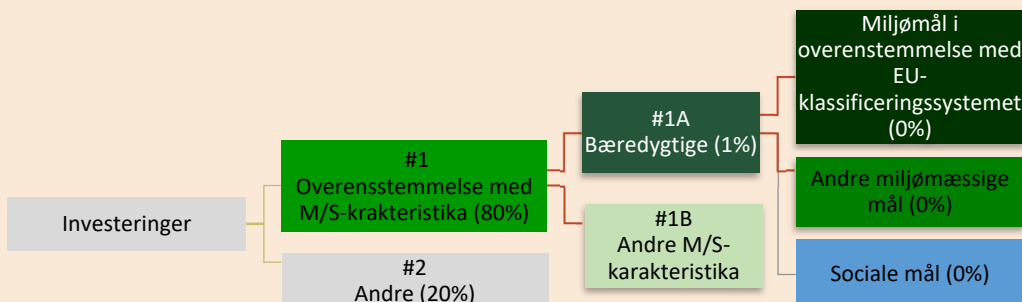 Investeringer
#1
Overensstemmelse med
M/S-krakteristika (80%)
#2
Andre (20%)
#1A
Bæredygtige (1%)
#1B
Andre M/S-
karakteristika
Miljømål i
overenstemmelse med
EU-
klassificeringssystemet
(0%)
Andre miljømæssige
mål (0%)
Sociale mål (0%)